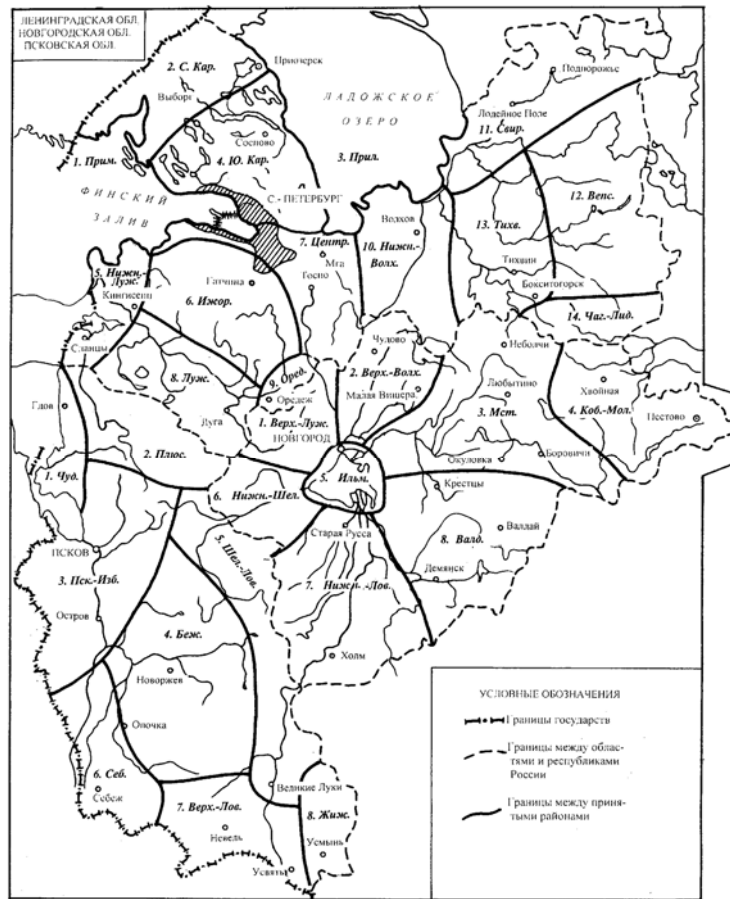 ЛЕНИНГРАДСКАЯ ОБЛ.
НОВГОРОДСКАЯ ОБЛ.
ПСКОВСКАЯ ОБЛ.
2. С. Кар.
Приозерск
Подпорожье
Выборг
ЛАДОЖСКОЕ
ОЗЕРО
Лодейное Поле
11. Свир.
Сосново
1. Прим.
4. Ю. Кар.
3. Прил.
ФИНСКИЙ
ЗАЛИВ
С.- ПЕТЕРБУРГ
12. Вепс.
Волхов
13. Тихв.
7. Центр.
10. Нижн.-
Волх.
Мга
Тихвин
5. Нижн.-
Луж.
Гатчина
Тосно
Бокситогорск
Кингисепп
6. Ижор.
14. Чаг.-Лид.
Сланцы
Чудово
Неболчи
8. Луж.
9. Оред.
2. Верх.-Волх.
Хвойная
Оредеж
Малая Вишера
Любытино
Гдов
Луга
1. Верх.-Луж.
3. Мст.
4. Коб.-Мол.
Пестово
НОВГОРОД
2. Плюс.
Окуловка
Боровичи
1. Чуд.
5. Ильм.
6. Нижн.-Шел.
Крестцы
Старая Русса
Валдай
ПСКОВ
5. Шел.-Лов.
8. Валд.
3. Пск.-Изб.
7. Нижн.-Лов.
Демянск
Остров
4. Беж.
Холм
Новоржев
УСЛОВНЫЕ ОБОЗНАЧЕНИЯ
Границы государств
Опочка
Границы между облас-
тями и республиками
России
6. Себ.
Себеж
7. Верх.-Лов.
Великие Луки
8. Жиж.
Границы между приня-
тыми районами
Невель
Усмынь
Усвяты